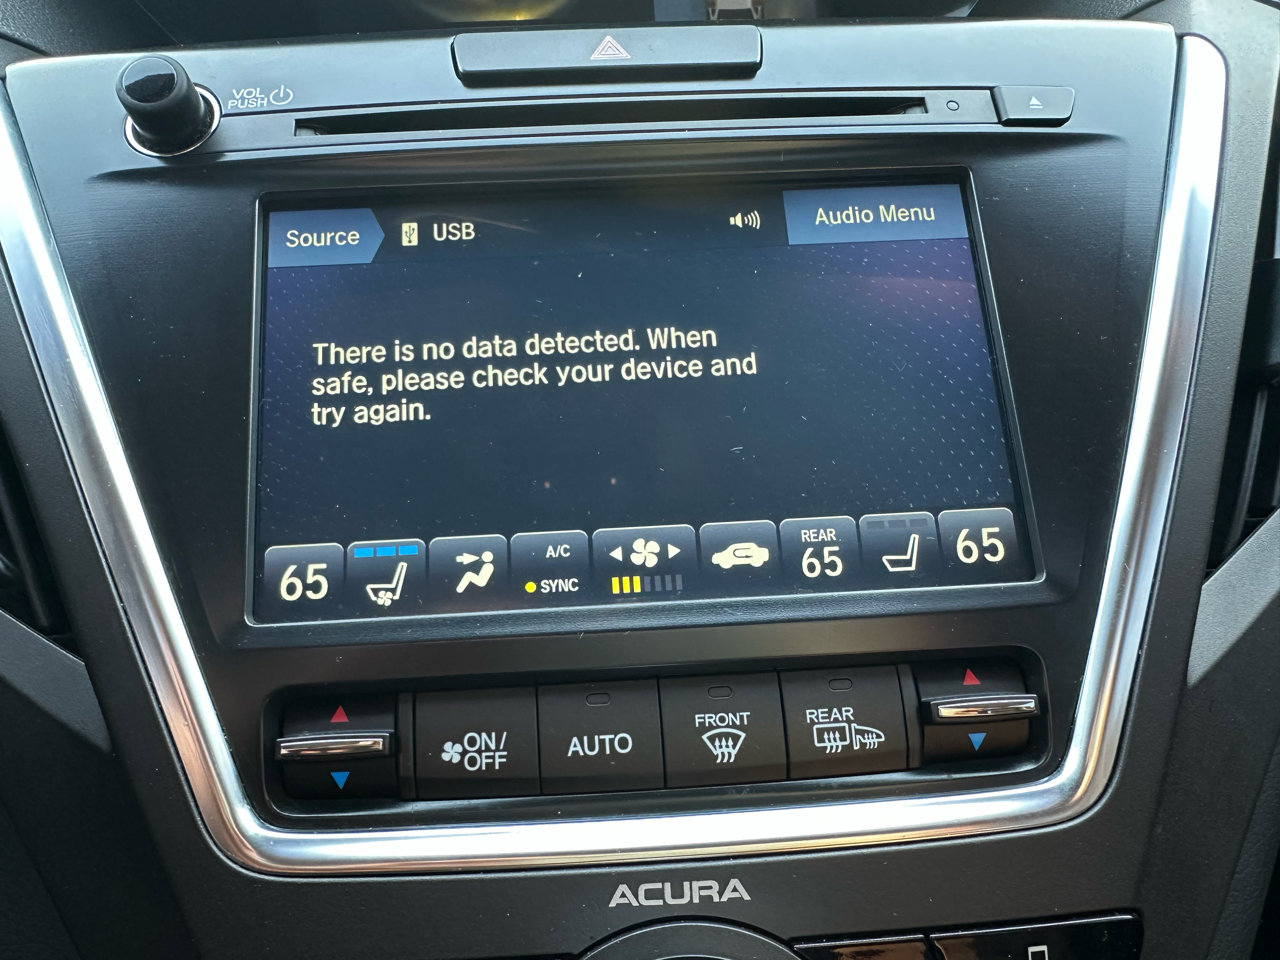 VOL
PUSH
Source
USB
Audio Menu
There is no data detected. When
safe, please check your device and
try again.
65
A/C
SYNC
REAR
65
65
ON/
OFF
AUTO
FRONT
REAR
ACURA